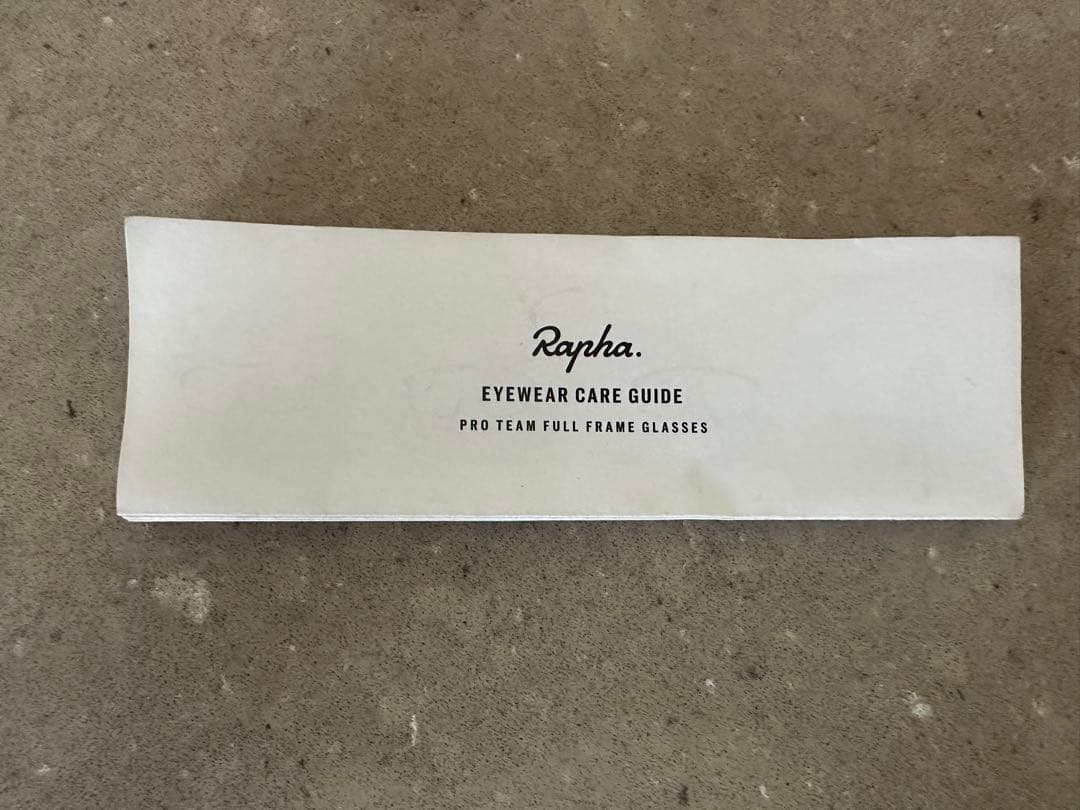 Rapha.
EYEWEAR CARE GUIDE
PRO TEAM FULL FRAME GLASSES